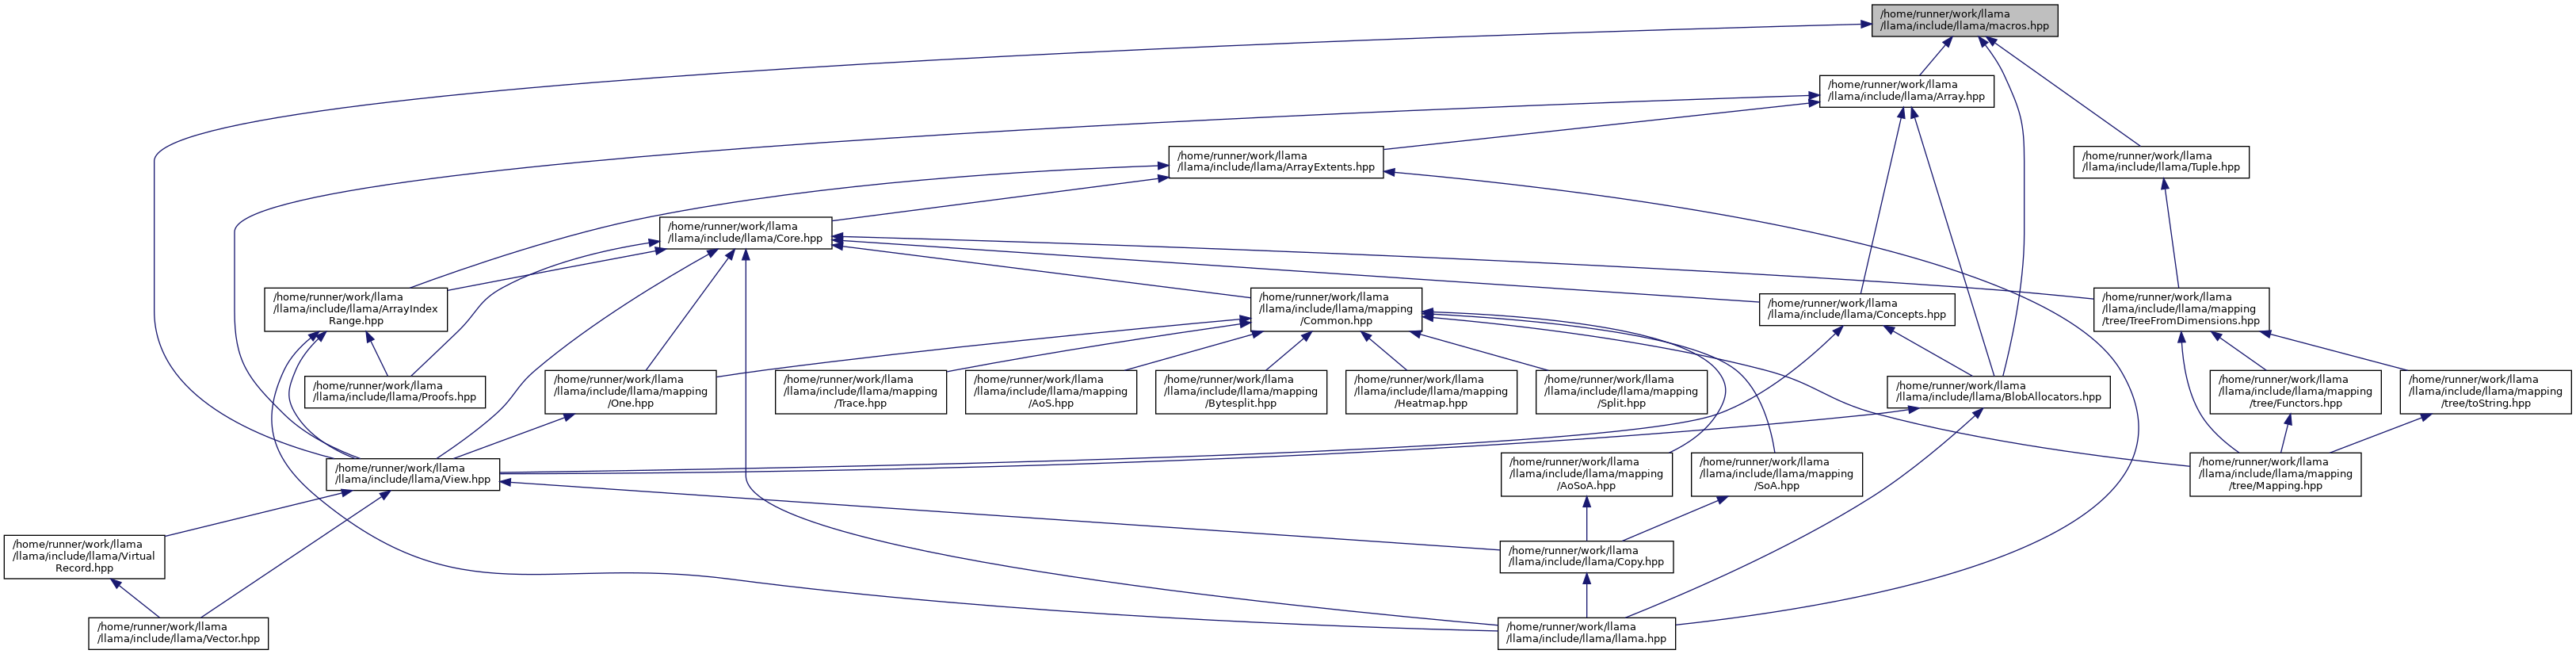 /home/runner/work/llama
/llama/include/llama/macros.hpp
/home/runner/work/llama
/llama/include/llama/Array.hpp
/home/runner/work/llama
/llama/include/llama/ArrayExtents.hpp
/home/runner/work/llama
/llama/include/llama/Tuple.hpp
/home/runner/work/llama
/llama/include/llama/Core.hpp
/home/runner/work/llama
/llama/include/llama/ArrayIndex
Range.hpp
/home/runner/work/llama
/llama/include/llama/mapping
/Common.hpp
/home/runner/work/llama
/llama/include/llama/Concepts.hpp
/home/runner/work/llama
/llama/include/llama/mapping
/tree/TreeFromDimensions.hpp
/home/runner/work/llama
/llama/include/llama/Proofs.hpp
/home/runner/work/llama
/llama/include/llama/mapping
/One.hpp
/home/runner/work/llama
/llama/include/llama/mapping
/Trace.hpp
/home/runner/work/llama
/llama/include/llama/mapping
/AoS.hpp
/home/runner/work/llama
/llama/include/llama/mapping
/Bytesplit.hpp
/home/runner/work/llama
/llama/include/llama/mapping
/Heatmap.hpp
/home/runner/work/llama
/llama/include/llama/mapping
/Split.hpp
/home/runner/work/llama
/llama/include/llama/BlobAllocators.hpp
/home/runner/work/llama
/llama/include/llama/mapping
/tree/Functors.hpp
/home/runner/work/llama
/llama/include/llama/mapping
/tree/toString.hpp
/home/runner/work/llama
/llama/include/llama/View.hpp
/home/runner/work/llama
/llama/include/llama/mapping
/AoSoA.hpp
/home/runner/work/llama
/llama/include/llama/mapping
/SoA.hpp
/home/runner/work/llama
/llama/include/llama/mapping
/tree/Mapping.hpp
/home/runner/work/llama
/llama/include/llama/Virtual
Record.hpp
/home/runner/work/llama
/llama/include/llama/Copy.hpp
/home/runner/work/llama
/llama/include/llama/Vector.hpp
/home/runner/work/llama
/llama/include/llama/llama.hpp